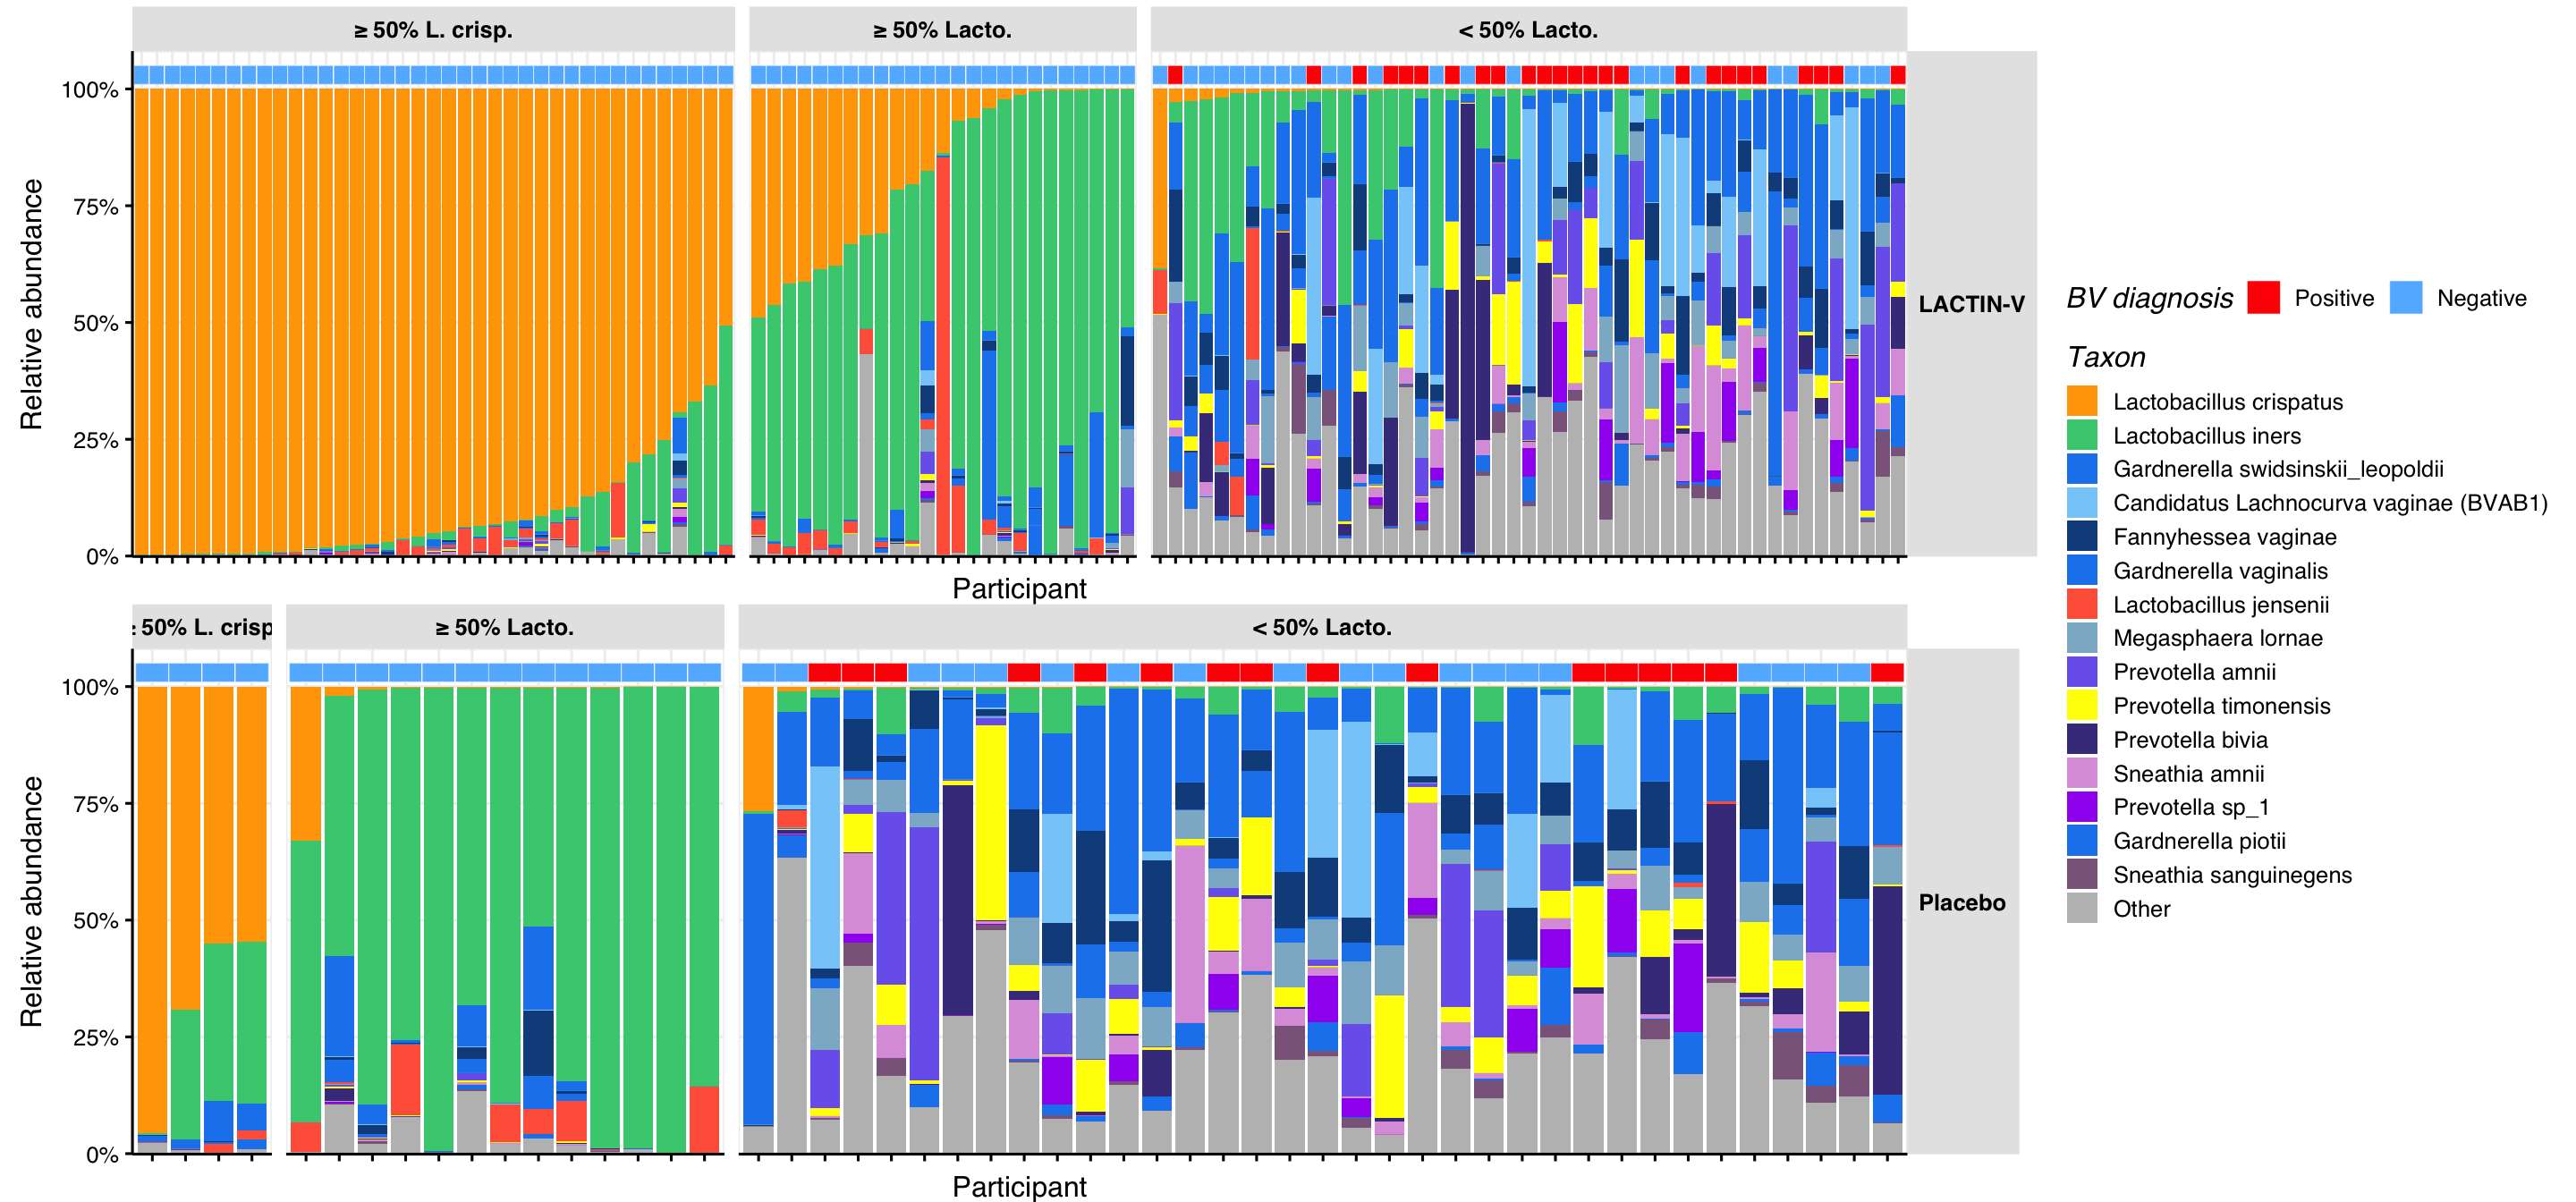 ≥ 50% L. crisp.
≥ 50% Lacto.
< 50% Lacto.
Relative abundance
100%
75%
50%
25%
0%
LACTIN-V
Participant
: 50% L. crisp
≥ 50% Lacto.
< 50% Lacto.
Relative abundance
100%
75%
50%
25%
0%
Placebo
Participant
BV diagnosis Positive Negative
Taxon
Lactobacillus crispatus
Lactobacillus iners
Gardnerella swidsinskii_leopoldii
Candidatus Lachnocurva vaginae (BVAB1)
Fannyhessea vaginae
Gardnerella vaginalis
Lactobacillus jensenii
Megasphaera lornae
Prevotella amnii
Prevotella timonensis
Prevotella bivia
Sneathia amnii
Prevotella sp_1
Gardnerella piotii
Sneathia sanguinegens
Other